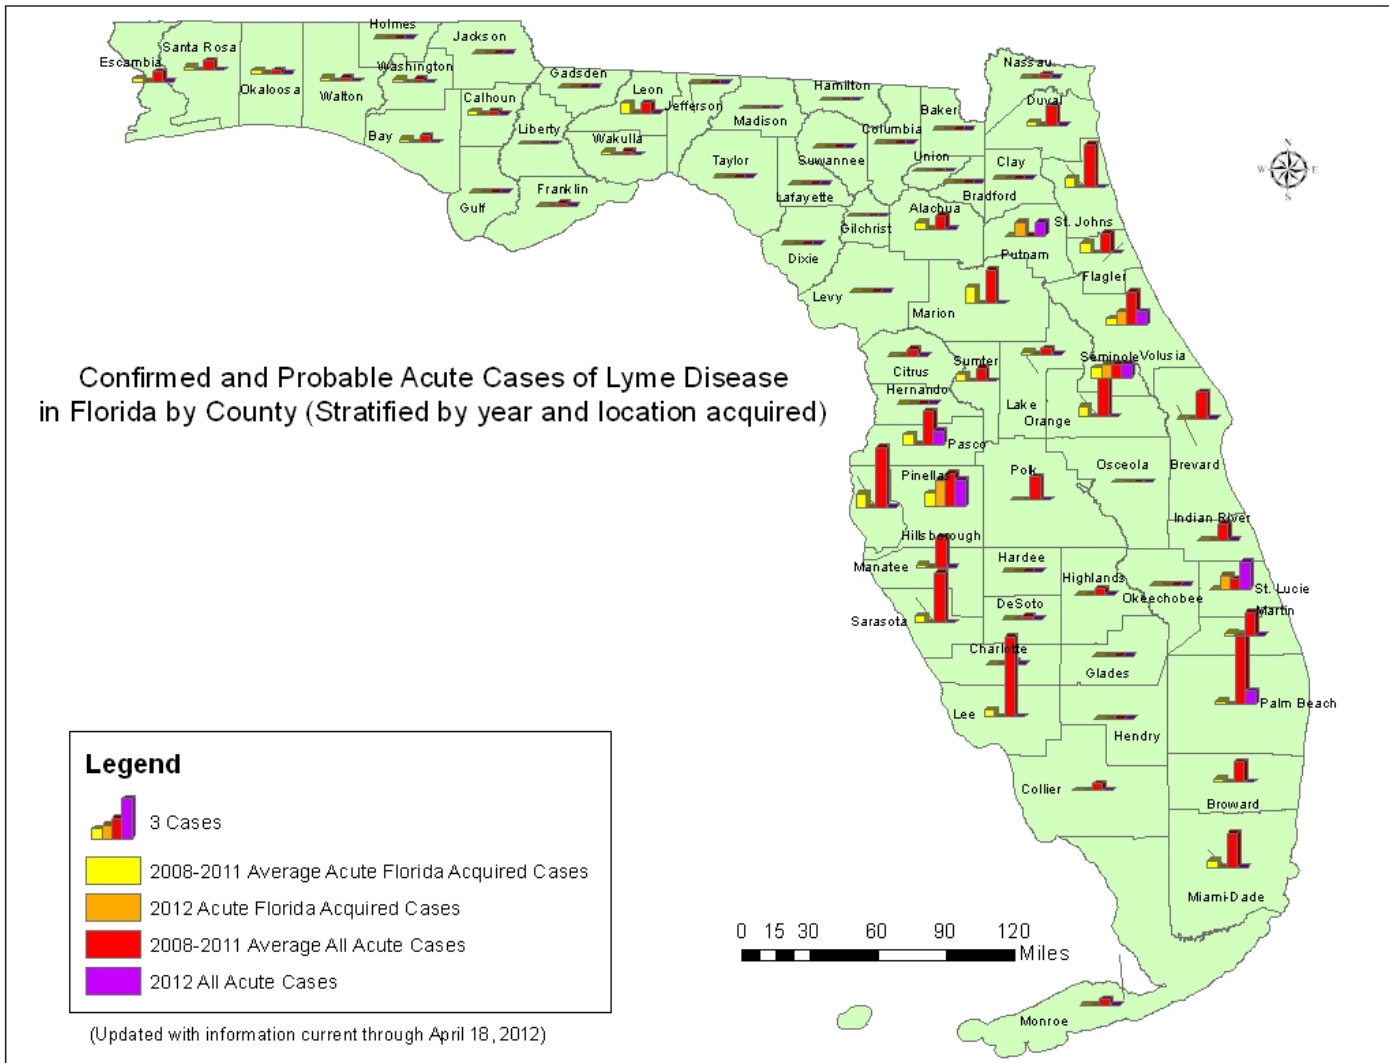 Holmes
Jackson
Santa Rosa
Escambia
Okaloosa
Walton
Washington
Gadsden
Leon
Jefferson
Madison
Hamilton
Nassau
Duval
Baker
Columbia
Calhoun
Bay
Liberty
Wakulla
Taylor
Suwannee
Lafayette
Union
Clay
Bradford
Gulf
Franklin
Alachua
Gilchrist
Dixie
St. Johns
Putnam
Flagler
Levy
Marion
N
W
E
S
Confirmed and Probable Acute Cases of Lyme Disease
in Florida by County (Stratified by year and location acquired)
Citrus
Sumter
Seminole
Volusia
Hernando
Lake
Orange
Pasco
Pinellas
Polk
Osceola
Brevard
Hillsborough
Indian River
Manatee
Hardee
Highlands
Okeechobee
St. Lucie
Martin
Sarasota
DeSoto
Charlotte
Glades
Lee
Palm Beach
Hendry
Collier
Broward
Miami-Dade
Monroe
Legend
3 Cases
2008-2011 Average Acute Florida Acquired Cases
2012 Acute Florida Acquired Cases
2008-2011 Average All Acute Cases
2012 All Acute Cases
(Updated with information current through April 18, 2012)
0 15 30 60 90 120
Miles